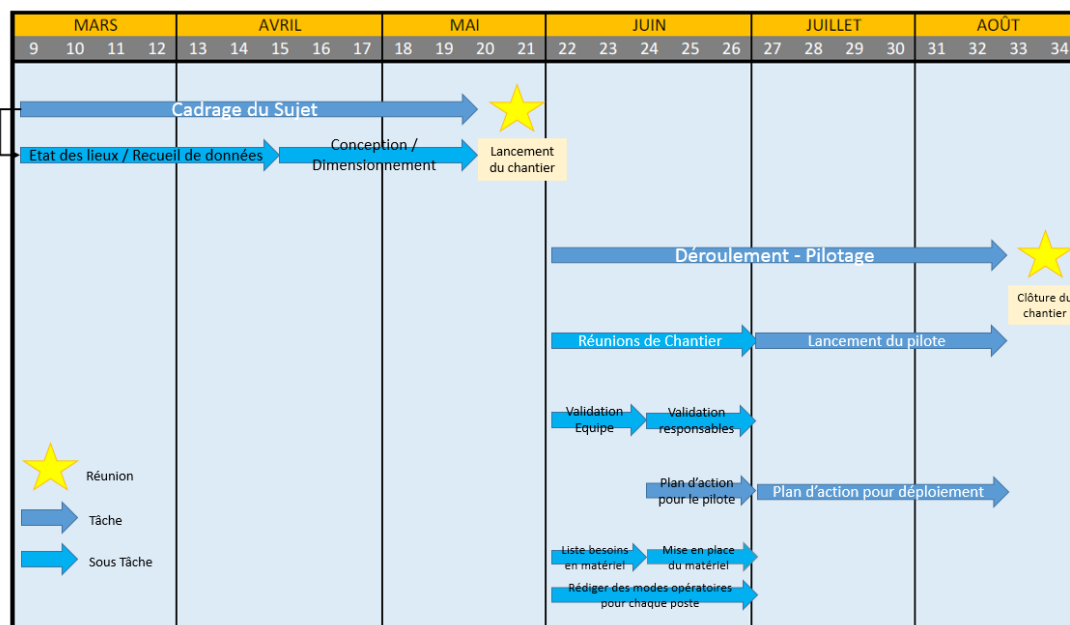 MARS AVRIL MAI JUIN JUILLET AOÛT
9 10 11 12 13 14 15 16 17 18 19 20 21 22 23 24 25 26 27 28 29 30 31 32 33 34
Cadrage du Sujet
Etat des lieux / Recueil de données
Conception /
Dimensionnement
Lancement
du chantier
Déroulement - Pilotage
Clôture du
chantier
Réunions de Chantier
Lancement du pilote
Validation
Equipe
Validation
responsables
Plan d'action
pour le pilote
Plan d'action pour déploiement
Liste besoins
en matériel
Mise en place
du matériel
Rédiger des modes opératoires
pour chaque poste
Réunion
Tâche
Sous Tâche